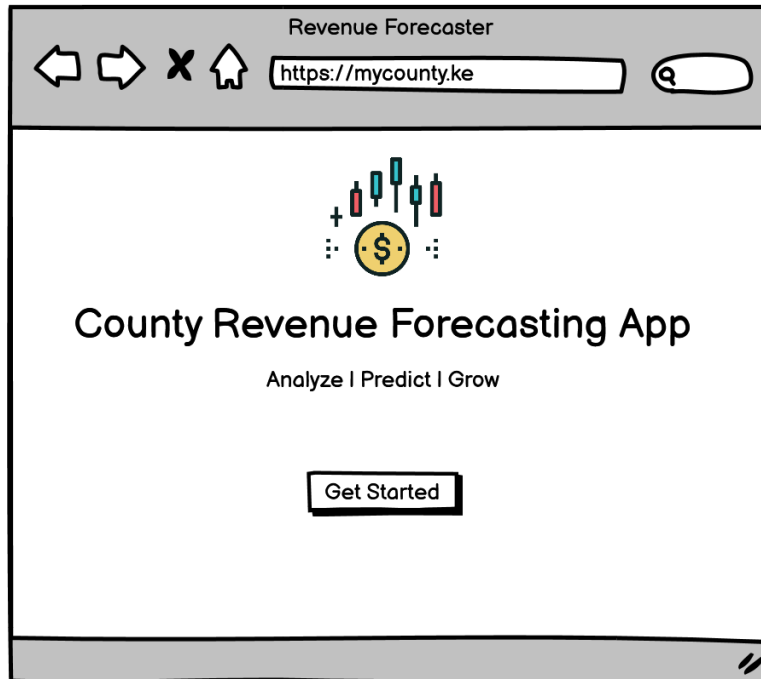 Revenue Forecaster
https://mycounty.ke
$
County Revenue Forecasting App
Analyze | Predict | Grow
Get Started